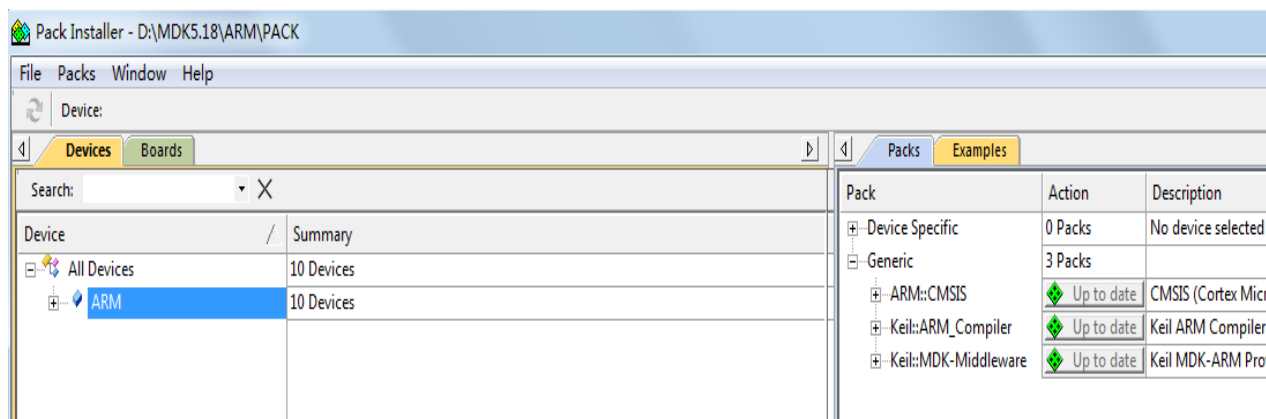 Pack Installer - D:\MDK5.18\ARM\PACK
File Packs Window Help
Device:
Devices Boards
Packs Examples
Search:
Device Summary
All Devices 10 Devices
ARM 10 Devices
Pack Action Description
Device Specific 0 Packs No device selected
Generic 3 Packs
ARM::CMSIS Up to date CMSIS (Cortex Micr
Keil::ARM_Compiler Up to date Keil ARM Compiler
Keil::MDK-Middleware Up to date Keil MDK-ARM Pro